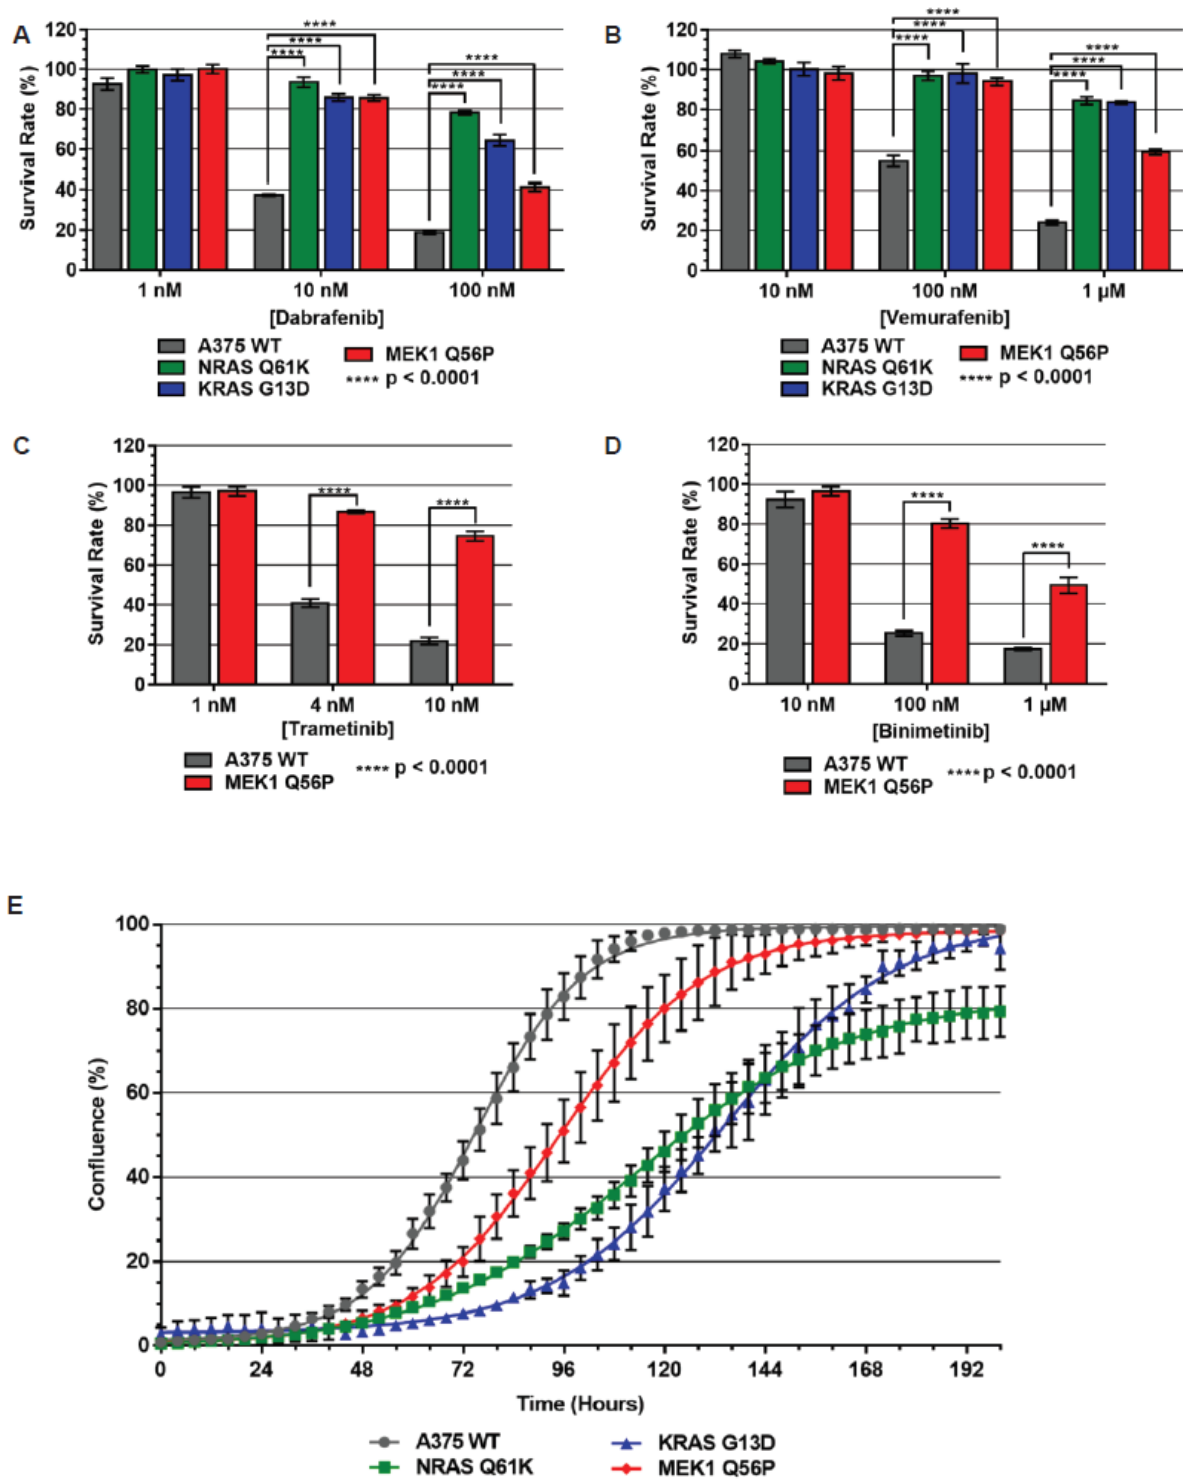 A
120
100
80
60
40
20
0
Survival Rate (%)
****
****
****
****
****
****
1 nM 10 nM 100 nM
[Dabrafenib]
A375 WT
NRAS Q61K
KRAS G13D
MEK1 Q56P
**** p < 0.0001
B
120
100
80
60
40
20
0
Survival Rate (%)
****
****
****
****
****
****
10 nM 100 nM 1 µM
[Vemurafenib]
A375 WT
NRAS Q61K
KRAS G13D
MEK1 Q56P
**** p < 0.0001
C
120
100
80
60
40
20
0
Survival Rate (%)
****
****
1 nM 4 nM 10 nM
[Trametinib]
A375 WT
MEK1 Q56P
**** p < 0.0001
D
120
100
80
60
40
20
0
Survival Rate (%)
****
****
10 nM 100 nM 1 µM
[Binimetinib]
A375 WT
MEK1 Q56P
**** p < 0.0001
E
100
80
60
40
20
0
Confluence (%)
0 24 48 72 96 120 144 168 192
Time (Hours)
A375 WT
NRAS Q61K
KRAS G13D
MEK1 Q56P